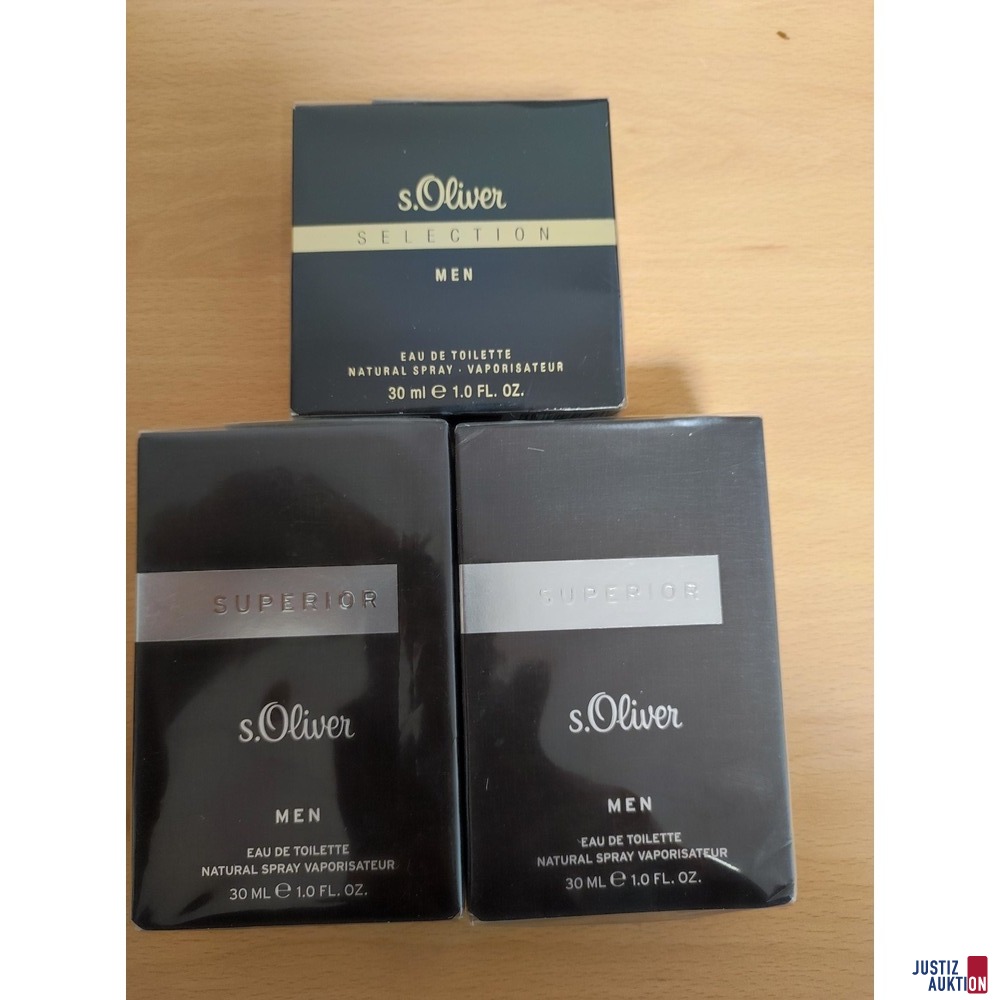 s.Oliver
SELECTION
MEN
EAU DE TOILETTE
NATURAL SPRAY · VAPORISATEUR
30 ml ℮ 1.0 FL. OZ.
SUPERIOR
s.Oliver
MEN
EAU DE TOILETTE
NATURAL SPRAY VAPORISATEUR
30 ML ℮ 1.0 FL. OZ.
SUPERIOR
s.Oliver
MEN
EAU DE TOILETTE
NATURAL SPRAY VAPORISATEUR
30 ML ℮ 1.0 FL. OZ.
JUSTIZ
AUKTION